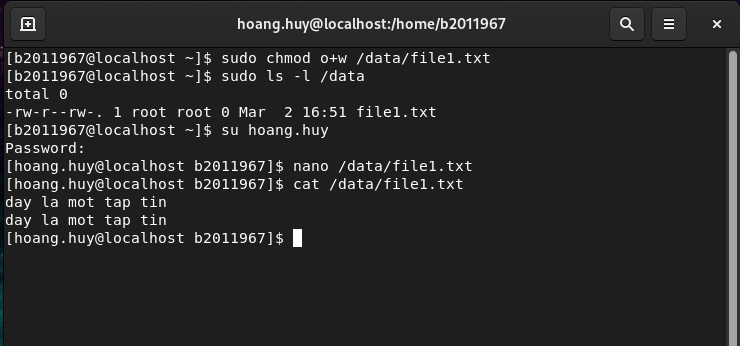 hoang.huy@localhost:/home/b2011967
[b2011967@localhost ~]$ sudo chmod o+w /data/file1.txt
[b2011967@localhost ~]$ sudo ls -l /data
total 0
-rw-r--rw-. 1 root root 0 Mar  2 16:51 file1.txt
[b2011967@localhost ~]$ su hoang.huy
Password:
[hoang.huy@localhost b2011967]$ nano /data/file1.txt
[hoang.huy@localhost b2011967]$ cat /data/file1.txt
day la mot tap tin
day la mot tap tin
[hoang.huy@localhost b2011967]$